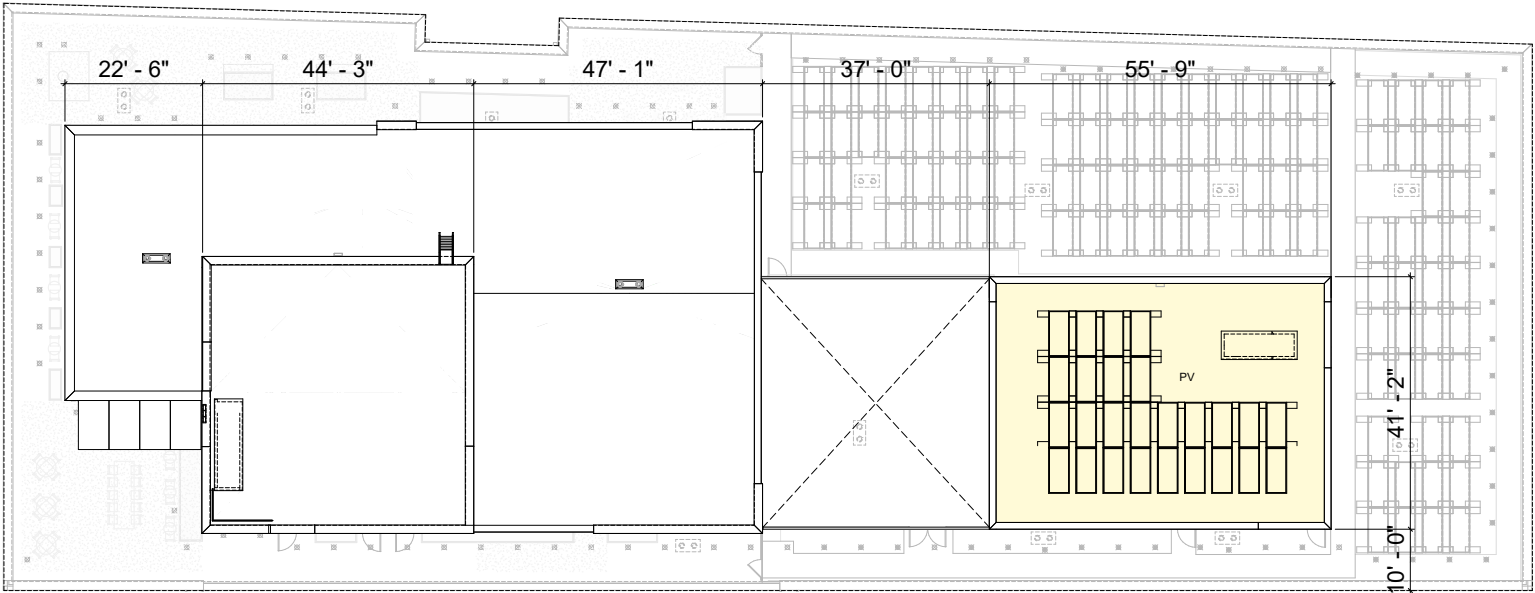 22' - 6"
44' - 3"
47' - 1"
37' - 0"
55' - 9"
PV
41' - 2"
10' - 0"